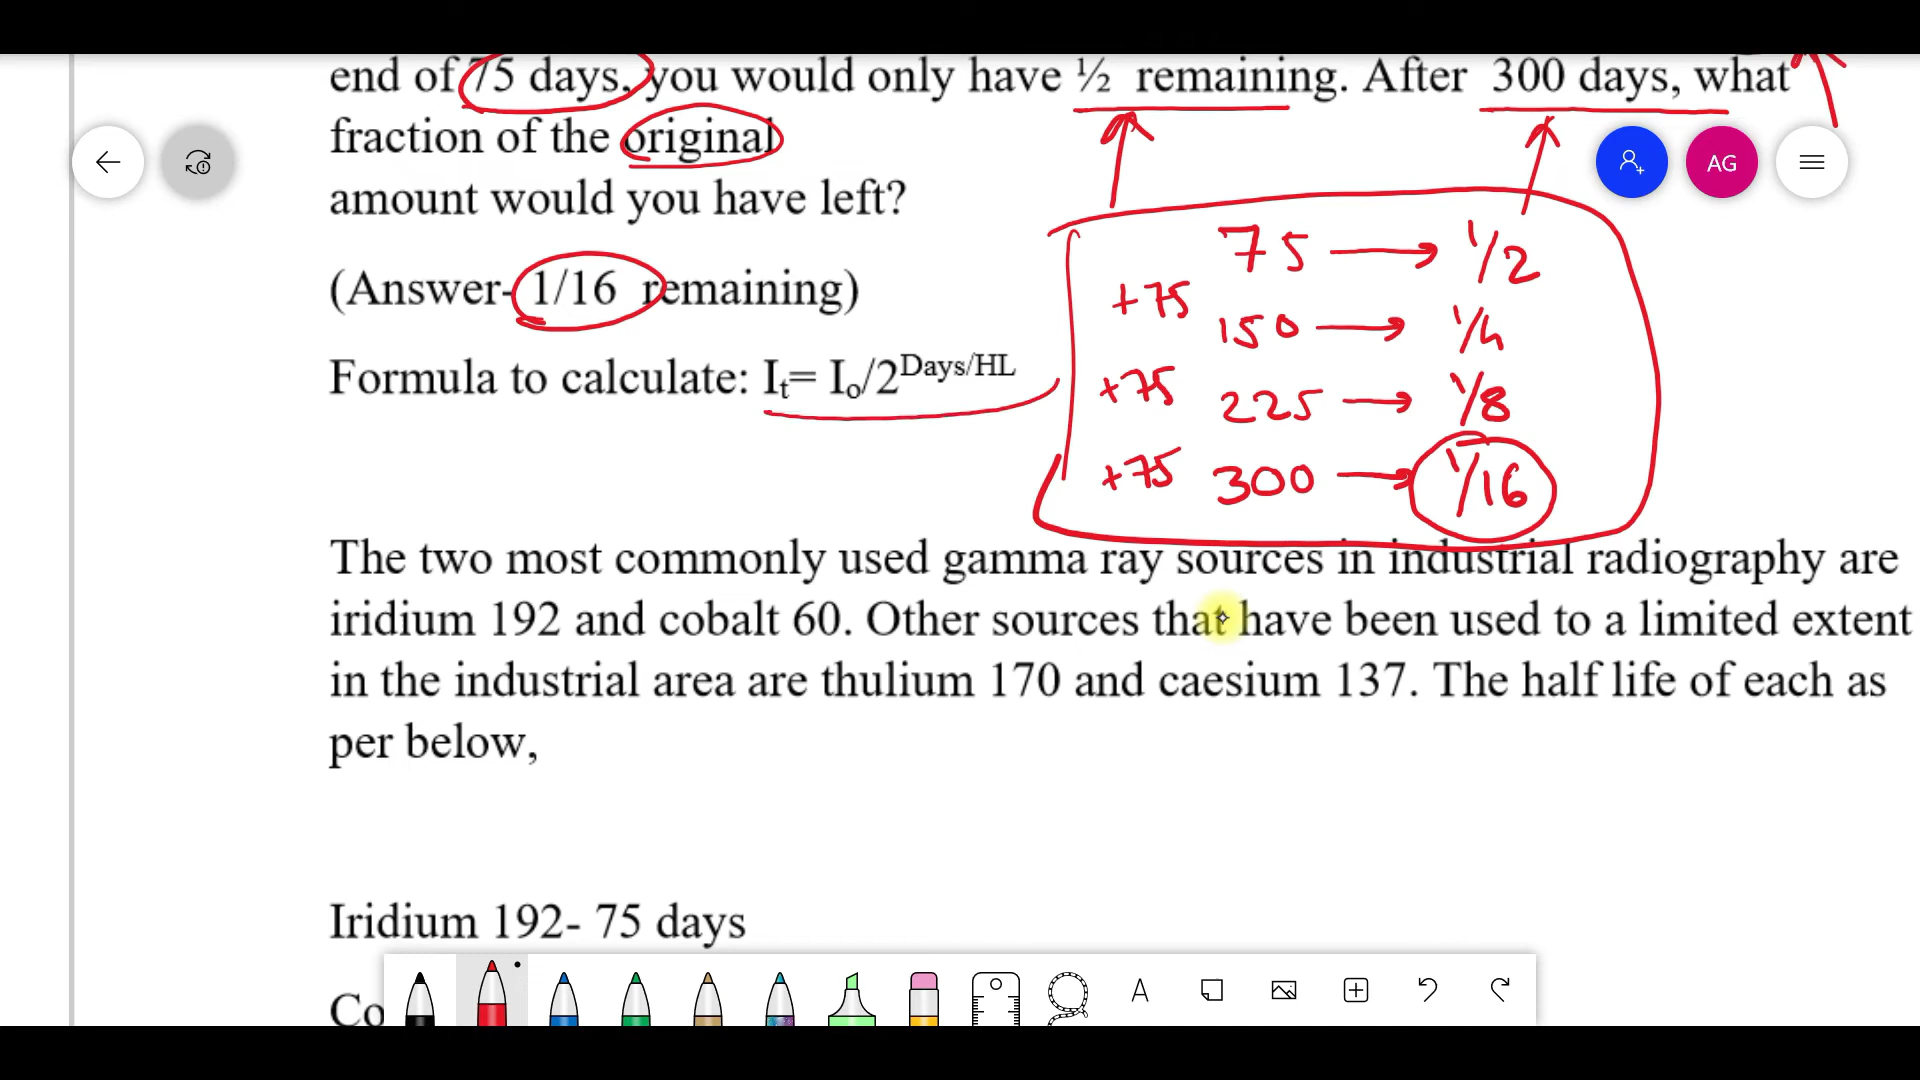 end of 75 days, you would only have ½ remaining. After 300 days, what
fraction of the original
amount would you have left?
AG
75 → 1/2
(Answer- 1/16 remaining)
+75
150 → 1/4
Formula to calculate: It= Io/2Days/HL
+75
225 → 1/8
+75
300 → 1/16
The two most commonly used gamma ray sources in industrial radiography are
iridium 192 and cobalt 60. Other sources that have been used to a limited extent
in the industrial area are thulium 170 and caesium 137. The half life of each as
per below,
Iridium 192- 75 days
Co
A